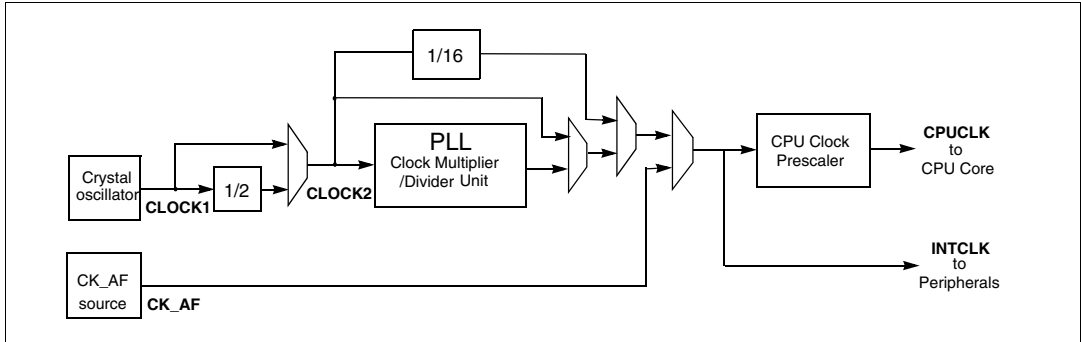 1/16
PLL
Clock Multiplier
/Divider Unit
CPU Clock
Prescaler
CPUCLK
to
CPU Core
Crystal
oscillator
CLOCK1
1/2
CLOCK2
INTCLK
to
Peripherals
CK_AF
source
CK_AF